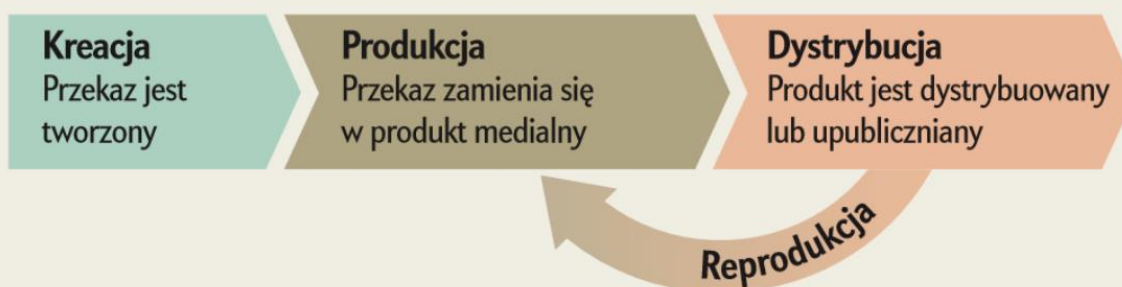 Kreacja
Przekaz jest
tworzony
Produkcja
Przekaz zamienia się
w produkt medialny
Dystrybucja
Produkt jest dystrybuowany
lub upubliczniany
Reprodukcja